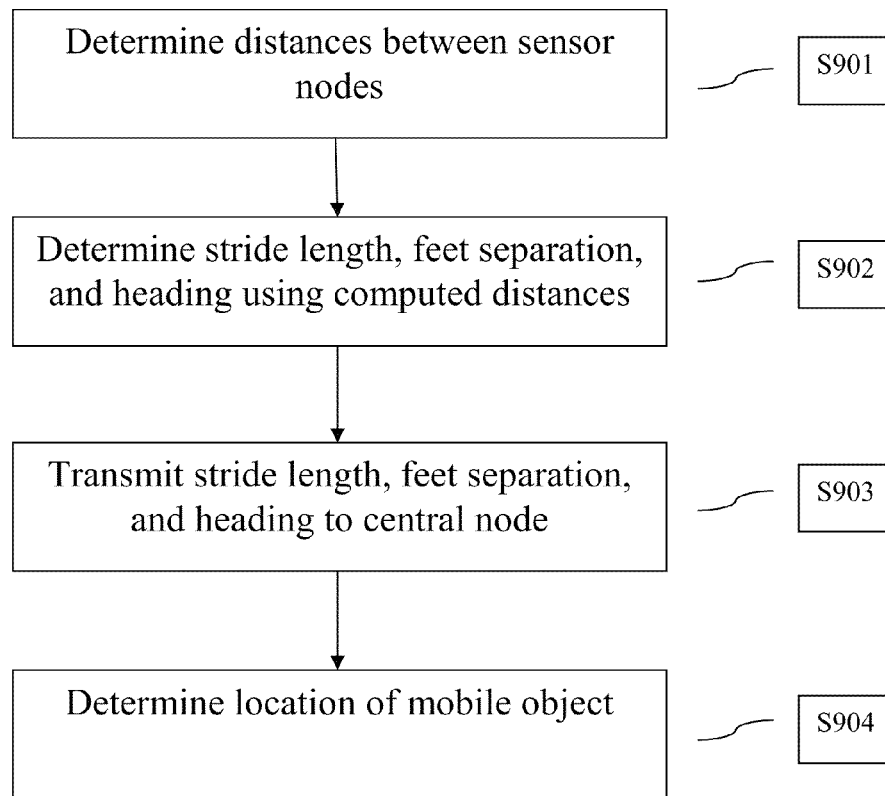 Determine distances between sensor
nodes
S901
Determine stride length, feet separation,
and heading using computed distances
S902
Transmit stride length, feet separation,
and heading to central node
S903
Determine location of mobile object
S904